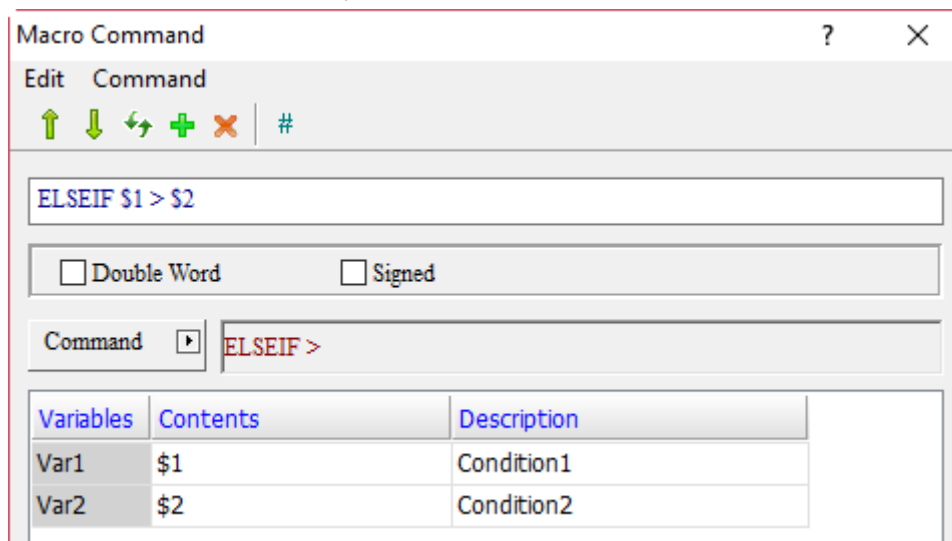 Macro Command ?
Edit Command
#
ELSEIF $1 > $2
Double Word Signed
Command ELSEIF >
Variables Contents Description
Var1 $1 Condition1
Var2 $2 Condition2